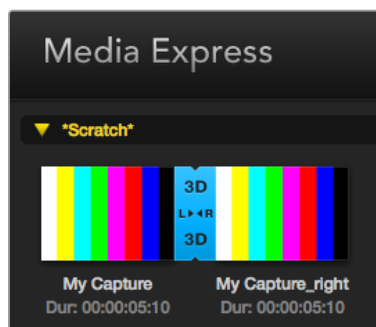 Media Express
*Scratch*
3D
L▶◀R
3D
My Capture
Dur: 00:00:05:10
My Capture_right
Dur: 00:00:05:10